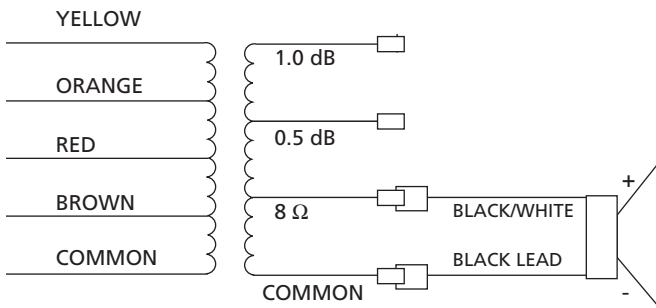 YELLOW
1.0 dB
ORANGE
0.5 dB
RED
BROWN
8 Ω
BLACK/WHITE
+
COMMON
BLACK LEAD
COMMON
-